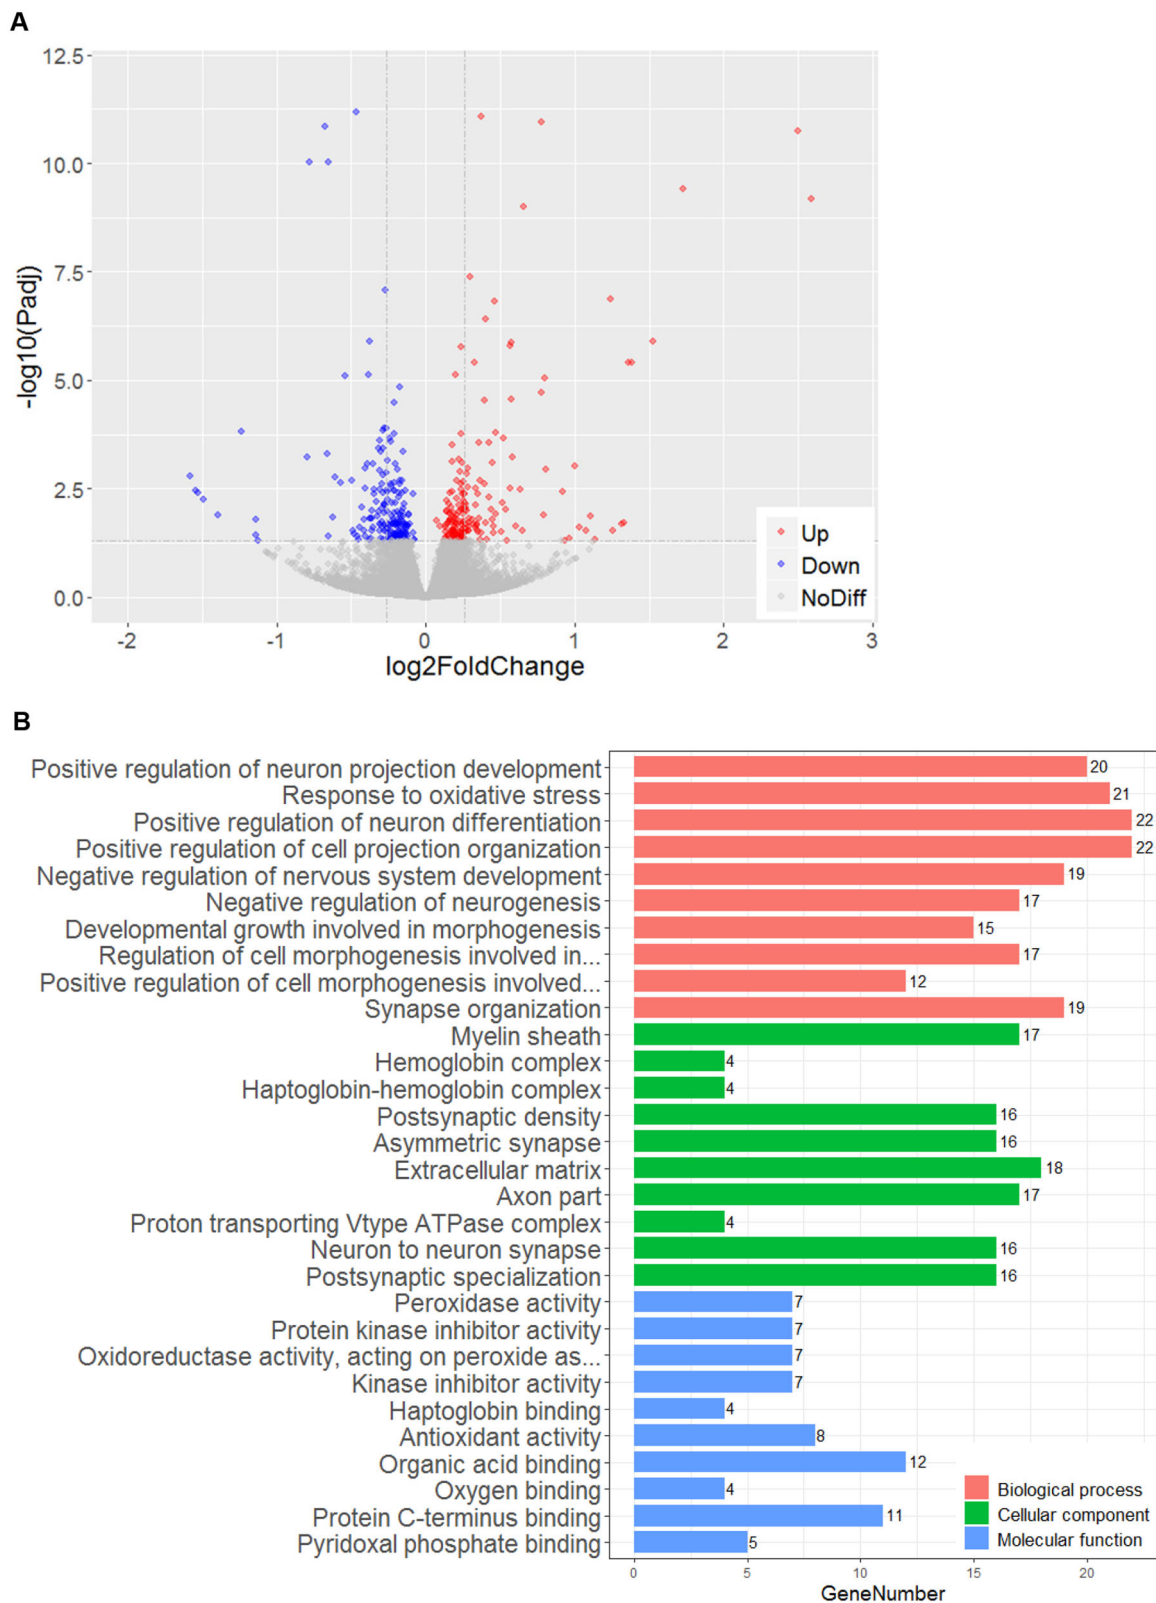 A
12.5
10.0
7.5
5.0
2.5
0.0
-log10(Padj)
-2
-1
0
1
2
3
log2FoldChange
Up
Down
NoDiff
B
Positive regulation of neuron projection development 20
Response to oxidative stress 21
Positive regulation of neuron differentiation 22
Positive regulation of cell projection organization 22
Negative regulation of nervous system development 19
Negative regulation of neurogenesis 17
Developmental growth involved in morphogenesis 15
Regulation of cell morphogenesis involved in... 17
Positive regulation of cell morphogenesis involved... 12
Synapse organization 19
Myelin sheath 17
Hemoglobin complex 4
Haptoglobin-hemoglobin complex 4
Postsynaptic density 16
Asymmetric synapse 16
Extracellular matrix 18
Axon part 17
Proton transporting Vtype ATPase complex 4
Neuron to neuron synapse 16
Postsynaptic specialization 16
Peroxidase activity 7
Protein kinase inhibitor activity 7
Oxidoreductase activity, acting on peroxide as... 7
Kinase inhibitor activity 7
Haptoglobin binding 4
Antioxidant activity 8
Organic acid binding 12
Oxygen binding 4
Protein C-terminus binding 11
Pyridoxal phosphate binding 5
Biological process
Cellular component
Molecular function
0
5
10
15
20
GeneNumber